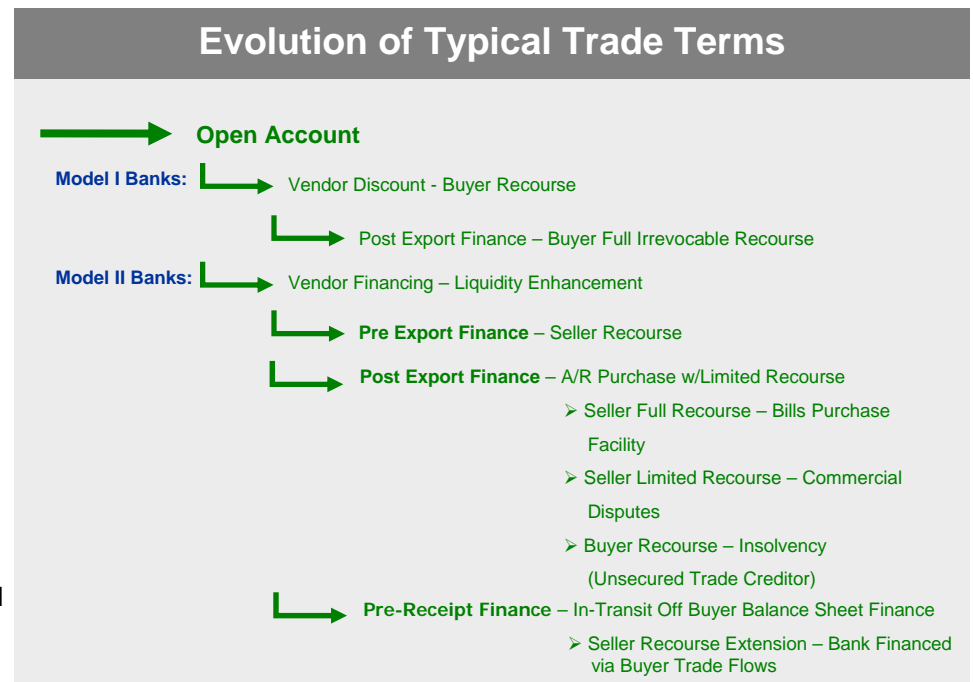 Evolution of Typical Trade Terms
Open Account
Model I Banks:
Vendor Discount - Buyer Recourse
Post Export Finance – Buyer Full Irrevocable Recourse
Model II Banks:
Vendor Financing – Liquidity Enhancement
Pre Export Finance – Seller Recourse
Post Export Finance – A/R Purchase w/Limited Recourse
➢ Seller Full Recourse – Bills Purchase
Facility
➢ Seller Limited Recourse – Commercial
Disputes
➢ Buyer Recourse – Insolvency
(Unsecured Trade Creditor)
Pre-Receipt Finance – In-Transit Off Buyer Balance Sheet Finance
➢ Seller Recourse Extension – Bank Financed
via Buyer Trade Flows